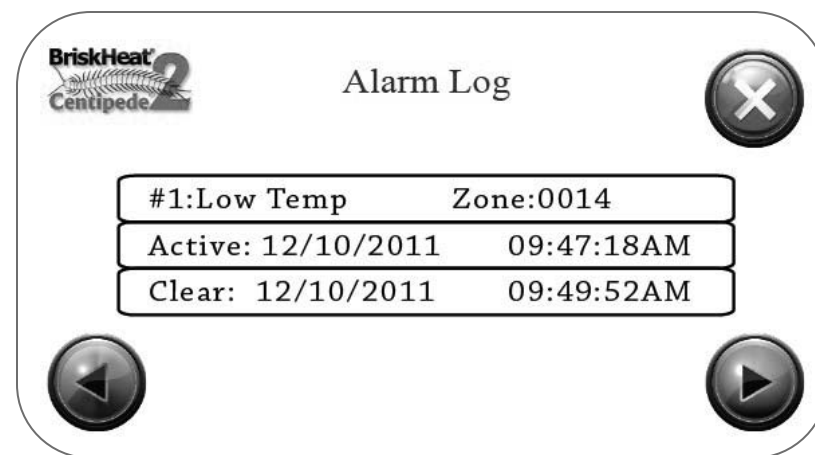 BriskHeat®
Centipede 2
Alarm Log
#1:Low Temp Zone:0014
Active: 12/10/2011 09:47:18AM
Clear: 12/10/2011 09:49:52AM